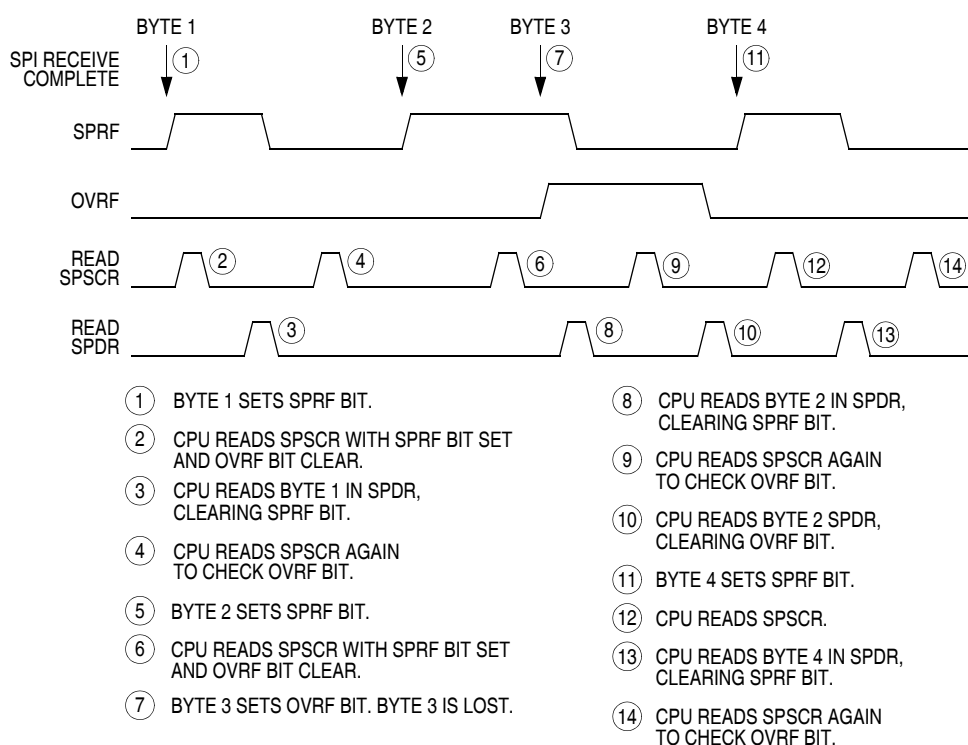 BYTE 1 BYTE 2 BYTE 3 BYTE 4
SPI RECEIVE
COMPLETE
1 5 7 11
SPRF
OVRF
READ
SPSCR
2 4 6 9 12 14
READ
SPDR
3 8 10 13
1 BYTE 1 SETS SPRF BIT.
2 CPU READS SPSCR WITH SPRF BIT SET
AND OVRF BIT CLEAR.
3 CPU READS BYTE 1 IN SPDR,
CLEARING SPRF BIT.
4 CPU READS SPSCR AGAIN
TO CHECK OVRF BIT.
5 BYTE 2 SETS SPRF BIT.
6 CPU READS SPSCR WITH SPRF BIT SET
AND OVRF BIT CLEAR.
7 BYTE 3 SETS OVRF BIT. BYTE 3 IS LOST.
8 CPU READS BYTE 2 IN SPDR,
CLEARING SPRF BIT.
9 CPU READS SPSCR AGAIN
TO CHECK OVRF BIT.
10 CPU READS BYTE 2 SPDR,
CLEARING OVRF BIT.
11 BYTE 4 SETS SPRF BIT.
12 CPU READS SPSCR.
13 CPU READS BYTE 4 IN SPDR,
CLEARING SPRF BIT.
14 CPU READS SPSCR AGAIN
TO CHECK OVRF BIT.